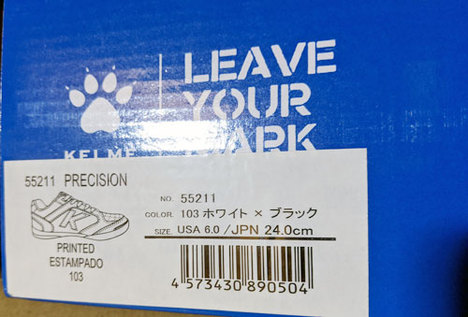 LEAVE
YOUR
PARK
KELME
55211 PRECISION
K
PRINTED
ESTAMPADO
103
NO. 55211
COLOR. 103 ホワイト × ブラック
SIZE. USA 6.0 / JPN 24.0cm
4 573430 890504